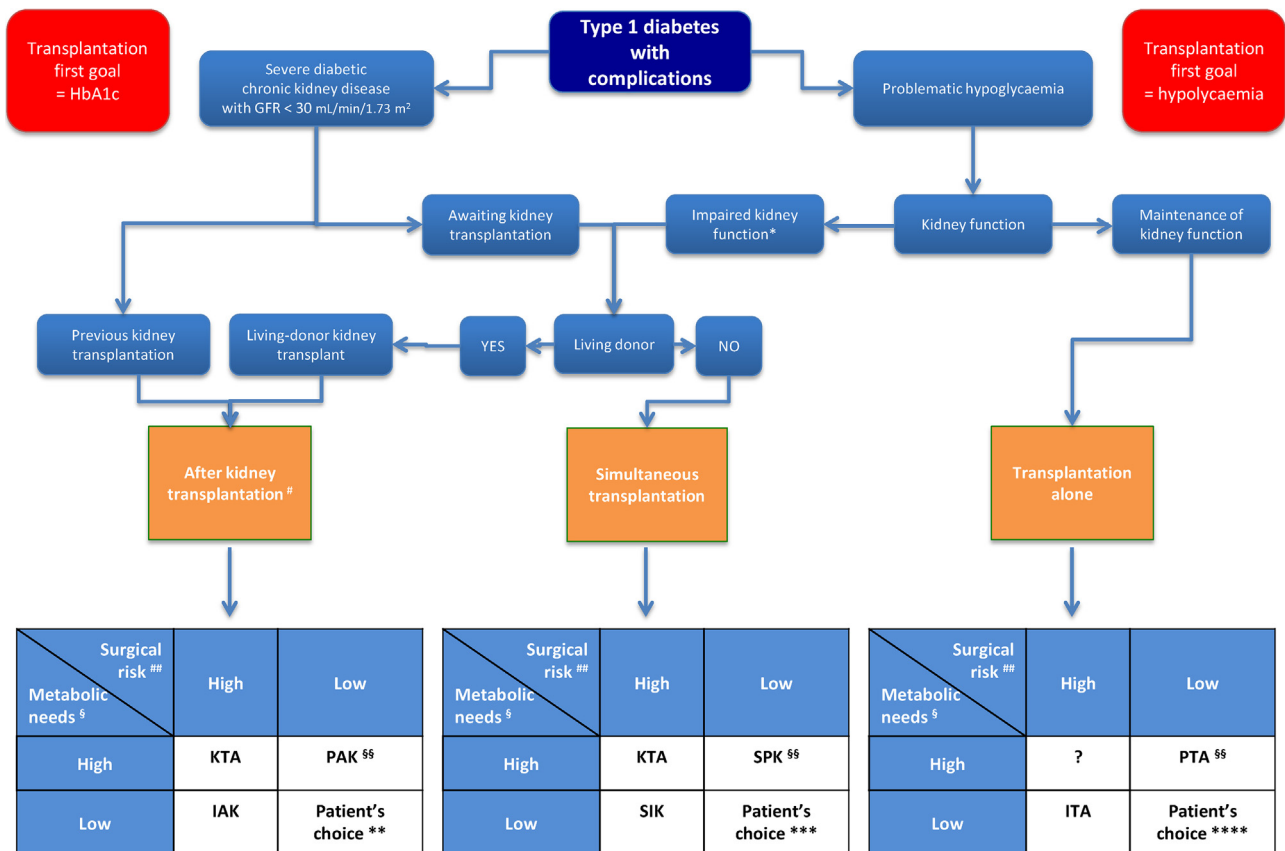 Transplantation
first goal
= HbA1c
Type 1 diabetes
with
complications
Transplantation
first goal
= hypolycaemia
Severe diabetic
chronic kidney disease
with GFR < 30 mL/min/1.73 m²
Problematic hypoglycaemia
Awaiting kidney
transplantation
Impaired kidney
function*
Kidney function
Maintenance of
kidney function
Previous kidney
transplantation
Living-donor kidney
transplant
YES
Living donor
NO
After kidney
transplantation #
Simultaneous
transplantation
Transplantation
alone
Surgical
risk ##
Metabolic
needs §
High
Low
High
KTA
PAK §§
Low
IAK
Patient's
choice **
Surgical
risk ##
Metabolic
needs §
High
Low
High
KTA
SPK §§
Low
SIK
Patient's
choice ***
Surgical
risk ##
Metabolic
needs §
High
Low
High
?
PTA §§
Low
ITA
Patient's
choice ****